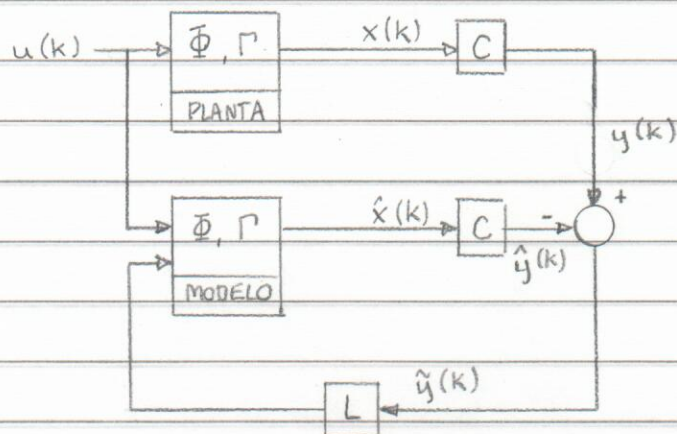 u(k)
Φ, Γ
PLANTA
x(k)
C
y(k)
+
Φ, Γ
MODELO
x̂(k)
C
-
ŷ(k)
ỹ(k)
L